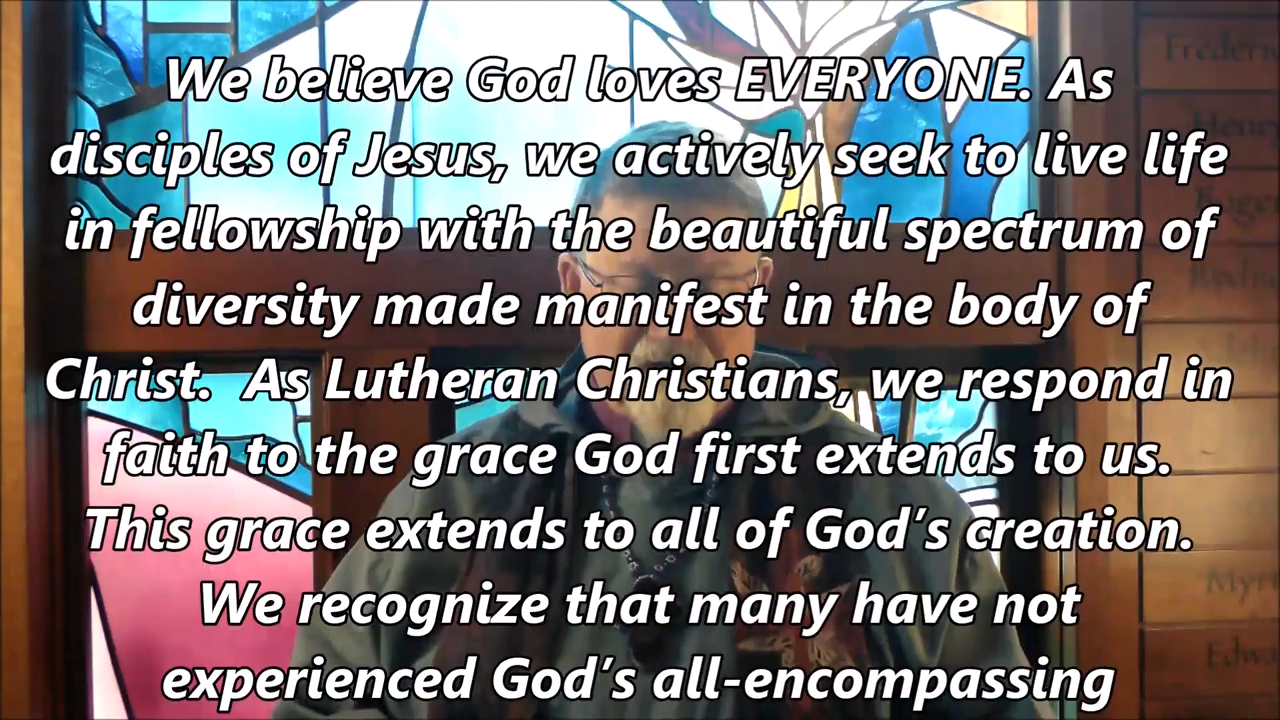 We believe God loves EVERYONE. As
disciples of Jesus, we actively seek to live life
in fellowship with the beautiful spectrum of
diversity made manifest in the body of
Christ.  As Lutheran Christians, we respond in
faith to the grace God first extends to us.
This grace extends to all of God’s creation.
We recognize that many have not
experienced God’s all-encompassing